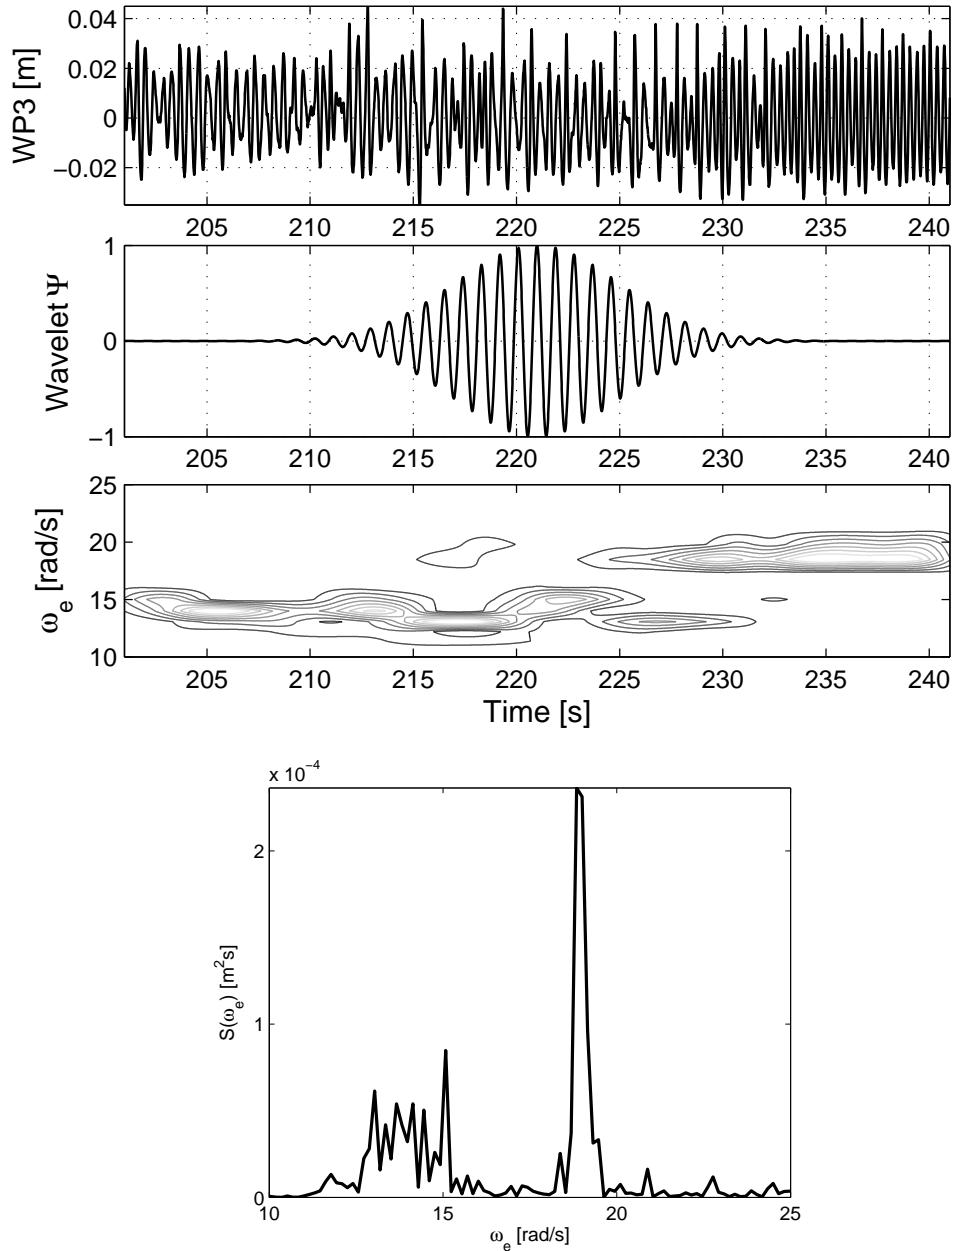 0.04
0.02
0
−0.02
WP3 [m]
205 210 215 220 225 230 235 240
1
0
−1
Wavelet Ψ
205 210 215 220 225 230 235 240
25
20
15
10
ω_e [rad/s]
205 210 215 220 225 230 235 240
Time [s]
x 10^−4
2
1
0
S(ω_e) [m^2s]
10 15 20 25
ω_e [rad/s]